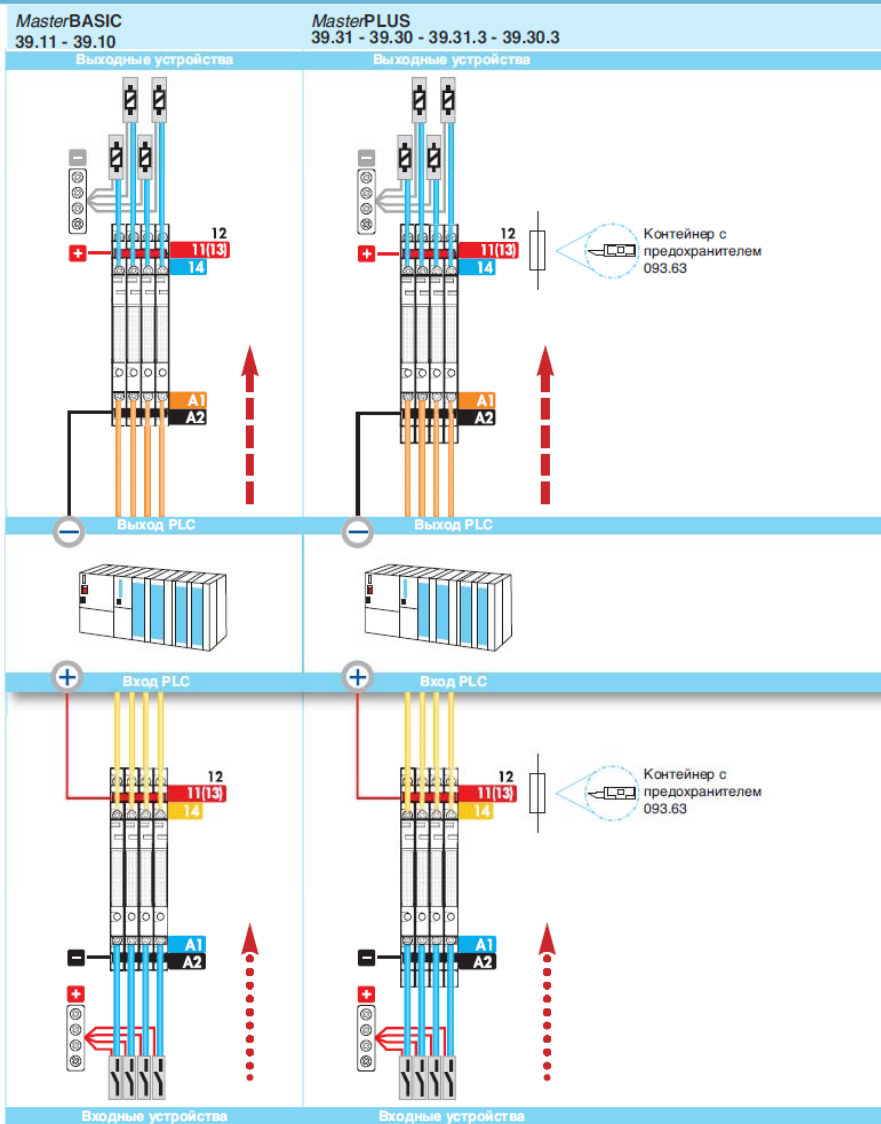 MasterBASIC
39.11 - 39.10
MasterPLUS
39.31 - 39.30 - 39.31.3 - 39.30.3
Выходные устройства
Выходные устройства
12
11(13)
14
12
11(13)
14
Контейнер с
предохранителем
093.63
A1
A2
A1
A2
Выход PLC
Выход PLC
Вход PLC
Вход PLC
12
11(13)
14
12
11(13)
14
Контейнер с
предохранителем
093.63
A1
A2
A1
A2
Входные устройства
Входные устройства